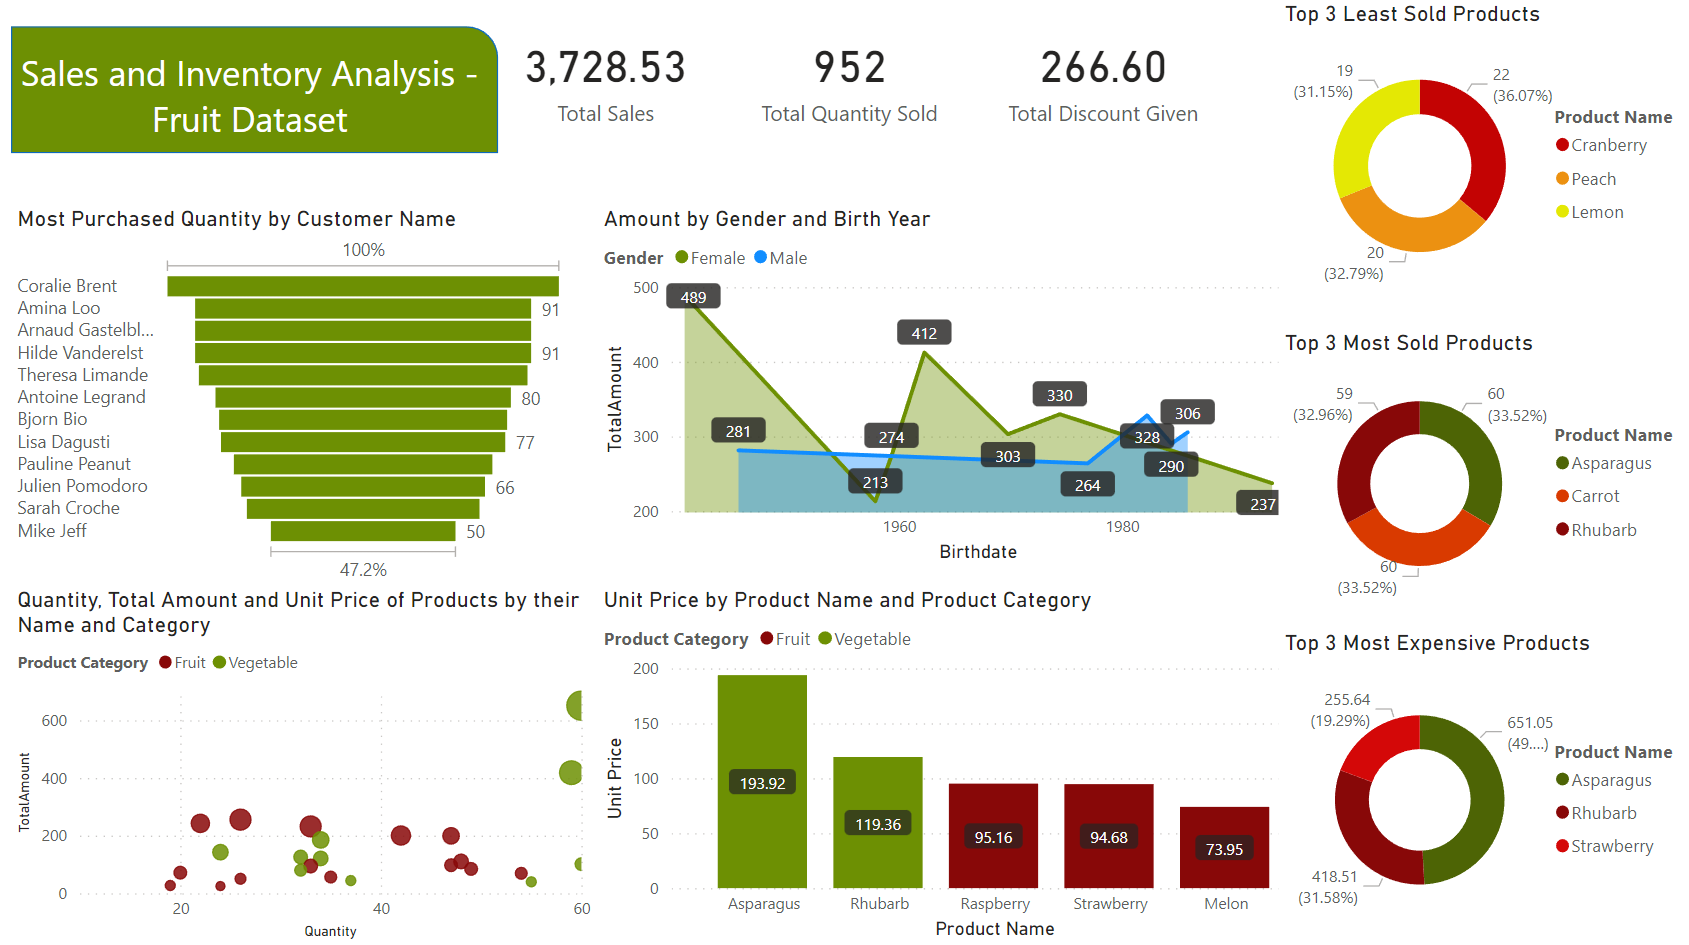 Sales and Inventory Analysis -
Fruit Dataset
3,728.53
Total Sales
952
Total Quantity Sold
266.60
Total Discount Given
Top 3 Least Sold Products
19
(31.15%)
22
(36.07%)
20
(32.79%)
Product Name
Cranberry
Peach
Lemon
Most Purchased Quantity by Customer Name
100%
Coralie Brent
Amina Loo
91
Arnaud Gastelbl...
Hilde Vanderelst
91
Theresa Limande
Antoine Legrand
80
Bjorn Bio
Lisa Dagusti
77
Pauline Peanut
Julien Pomodoro
66
Sarah Croche
Mike Jeff
50
47.2%
Amount by Gender and Birth Year
Gender
Female
Male
TotalAmount
500
400
300
200
489
281
274
213
412
303
330
264
328
290
306
237
1960
1980
Birthdate
Top 3 Most Sold Products
59
(32.96%)
60
(33.52%)
60
(33.52%)
Product Name
Asparagus
Carrot
Rhubarb
Quantity, Total Amount and Unit Price of Products by their
Name and Category
Product Category
Fruit
Vegetable
TotalAmount
600
400
200
0
20
40
60
Quantity
Unit Price by Product Name and Product Category
Product Category
Fruit
Vegetable
Unit Price
200
150
100
50
0
193.92
119.36
95.16
94.68
73.95
Asparagus
Rhubarb
Raspberry
Strawberry
Melon
Product Name
Top 3 Most Expensive Products
255.64
(19.29%)
651.05
(49....)
418.51
(31.58%)
Product Name
Asparagus
Rhubarb
Strawberry